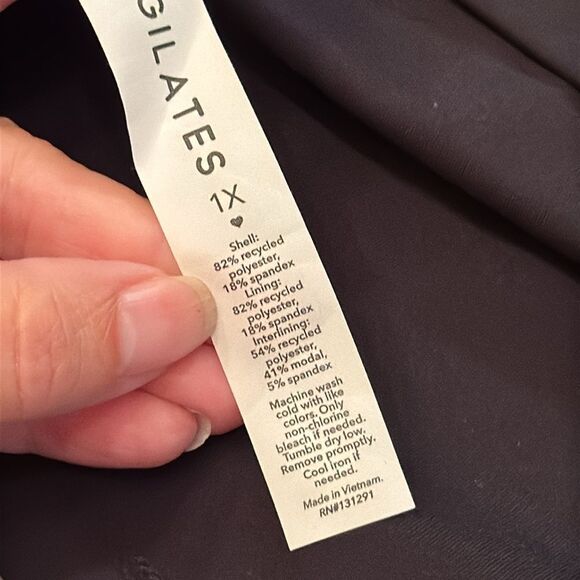 GILATES
1X
Shell:
82% recycled
polyester,
18% spandex
Lining:
82% recycled
polyester,
18% spandex
Interlining:
54% recycled
polyester,
41% modal,
5% spandex
Machine wash
cold with like
colors. Only
non-chlorine
bleach if needed.
Tumble dry low.
Remove promptly.
Cool iron if
needed.
Made in Vietnam.
RN#131291